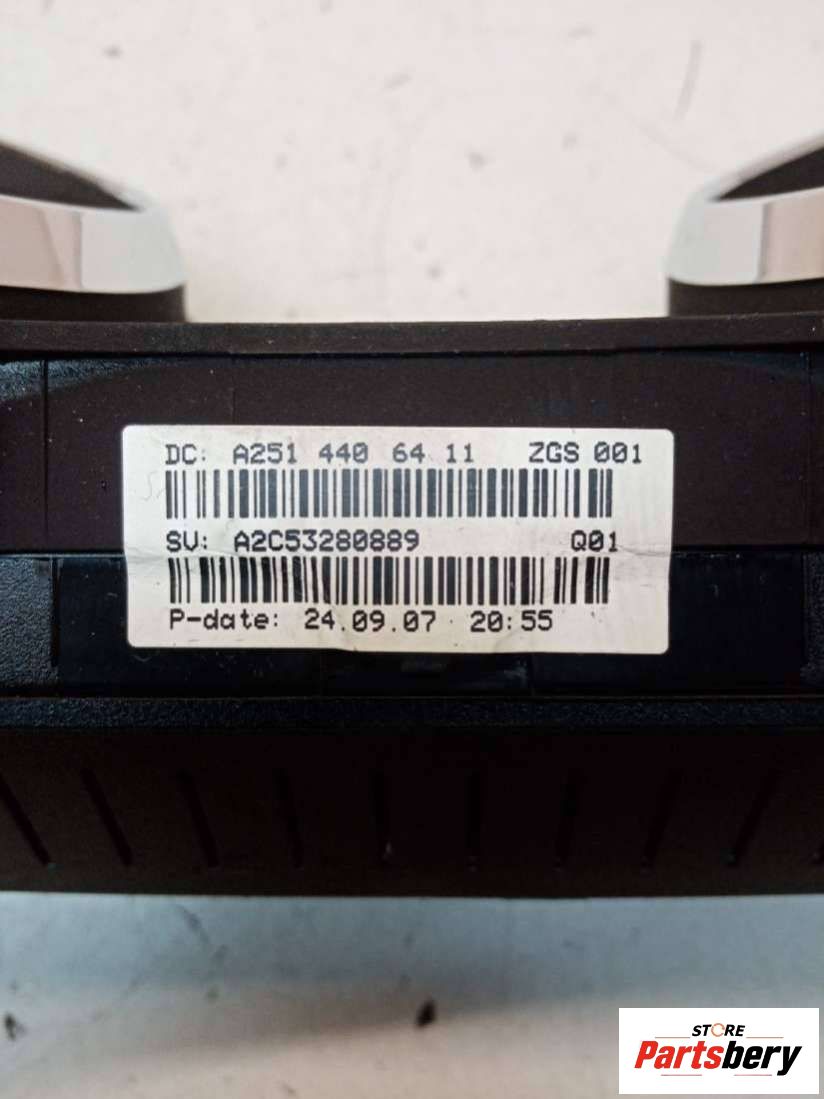 DC: A251 440 64 11 ZGS 001
SV: A2C53280889 Q01
P-date: 24.09.07 20:55
STORE
Partsbery